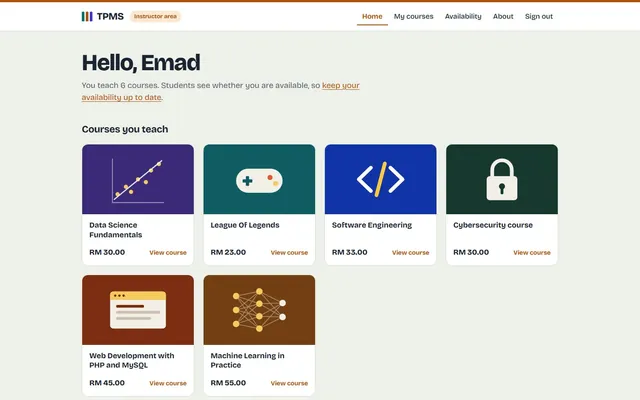 TPMS
Instructor area
Home
My courses
Availability
About
Sign out
Hello, Emad
You teach 6 courses. Students see whether you are available, so keep your
availability up to date.
Courses you teach
Data Science
Fundamentals
RM 30.00
View course
League Of Legends
RM 23.00
View course
Software Engineering
RM 33.00
View course
Cybersecurity course
RM 30.00
View course
Web Development with
PHP and MySQL
RM 45.00
View course
Machine Learning in
Practice
RM 55.00
View course